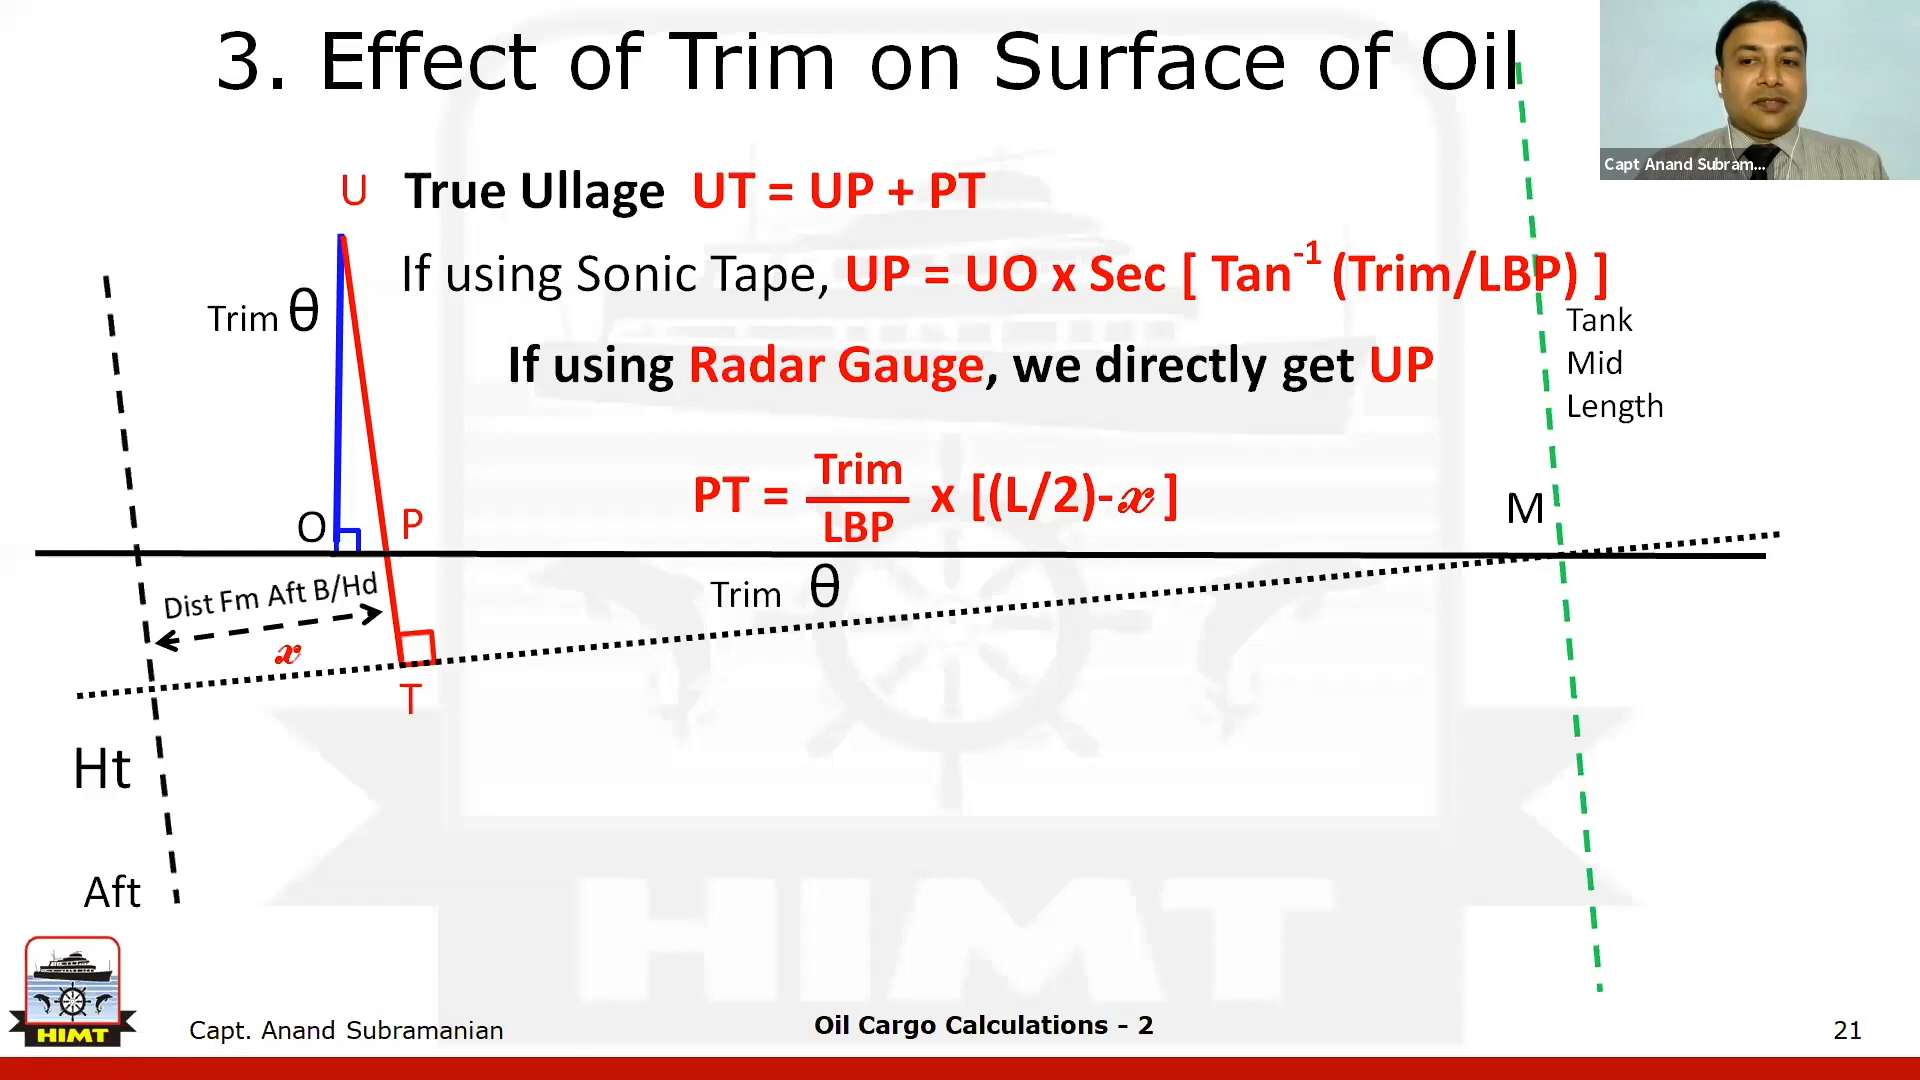 3. Effect of Trim on Surface of Oil
Capt Anand Subram...
U True Ullage UT = UP + PT
Trim θ
If using Sonic Tape, UP = UO x Sec [ Tan⁻¹ (Trim/LBP) ]
Tank
Mid
Length
If using Radar Gauge, we directly get UP
PT = Trim/LBP x [(L/2)-x ]
M
O P
Dist Fm Aft B/Hd
x
Trim θ
T
Ht
Aft
HIMT
HIMT
Capt. Anand Subramanian
Oil Cargo Calculations - 2
21